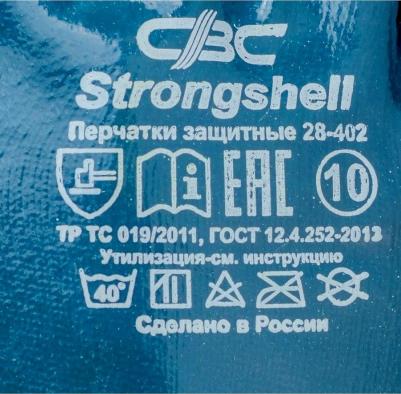 СВС
Strongshell
Перчатки защитные 28-402
i EAC 10
ТР ТС 019/2011, ГОСТ 12.4.252-2013
Утилизация-см. инструкцию
40°
Сделано в России